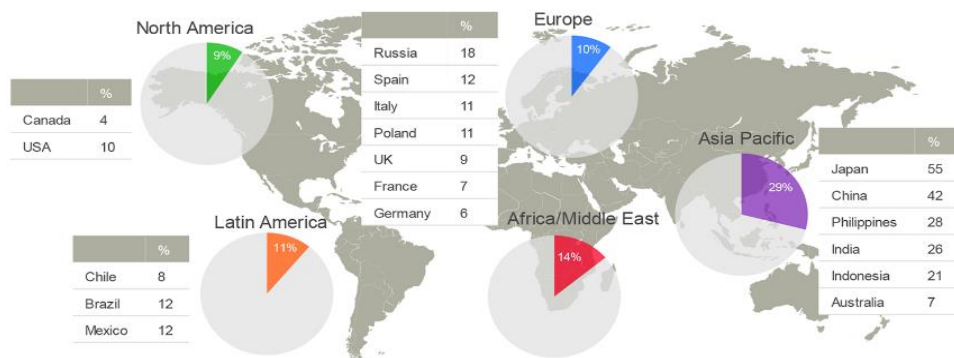 North America
9%
%
Canada 4
USA 10
%
Russia 18
Spain 12
Italy 11
Poland 11
UK 9
France 7
Germany 6
Europe
10%
Asia Pacific
29%
%
Japan 55
China 42
Philippines 28
India 26
Indonesia 21
Australia 7
Latin America
11%
%
Chile 8
Brazil 12
Mexico 12
Africa/Middle East
14%